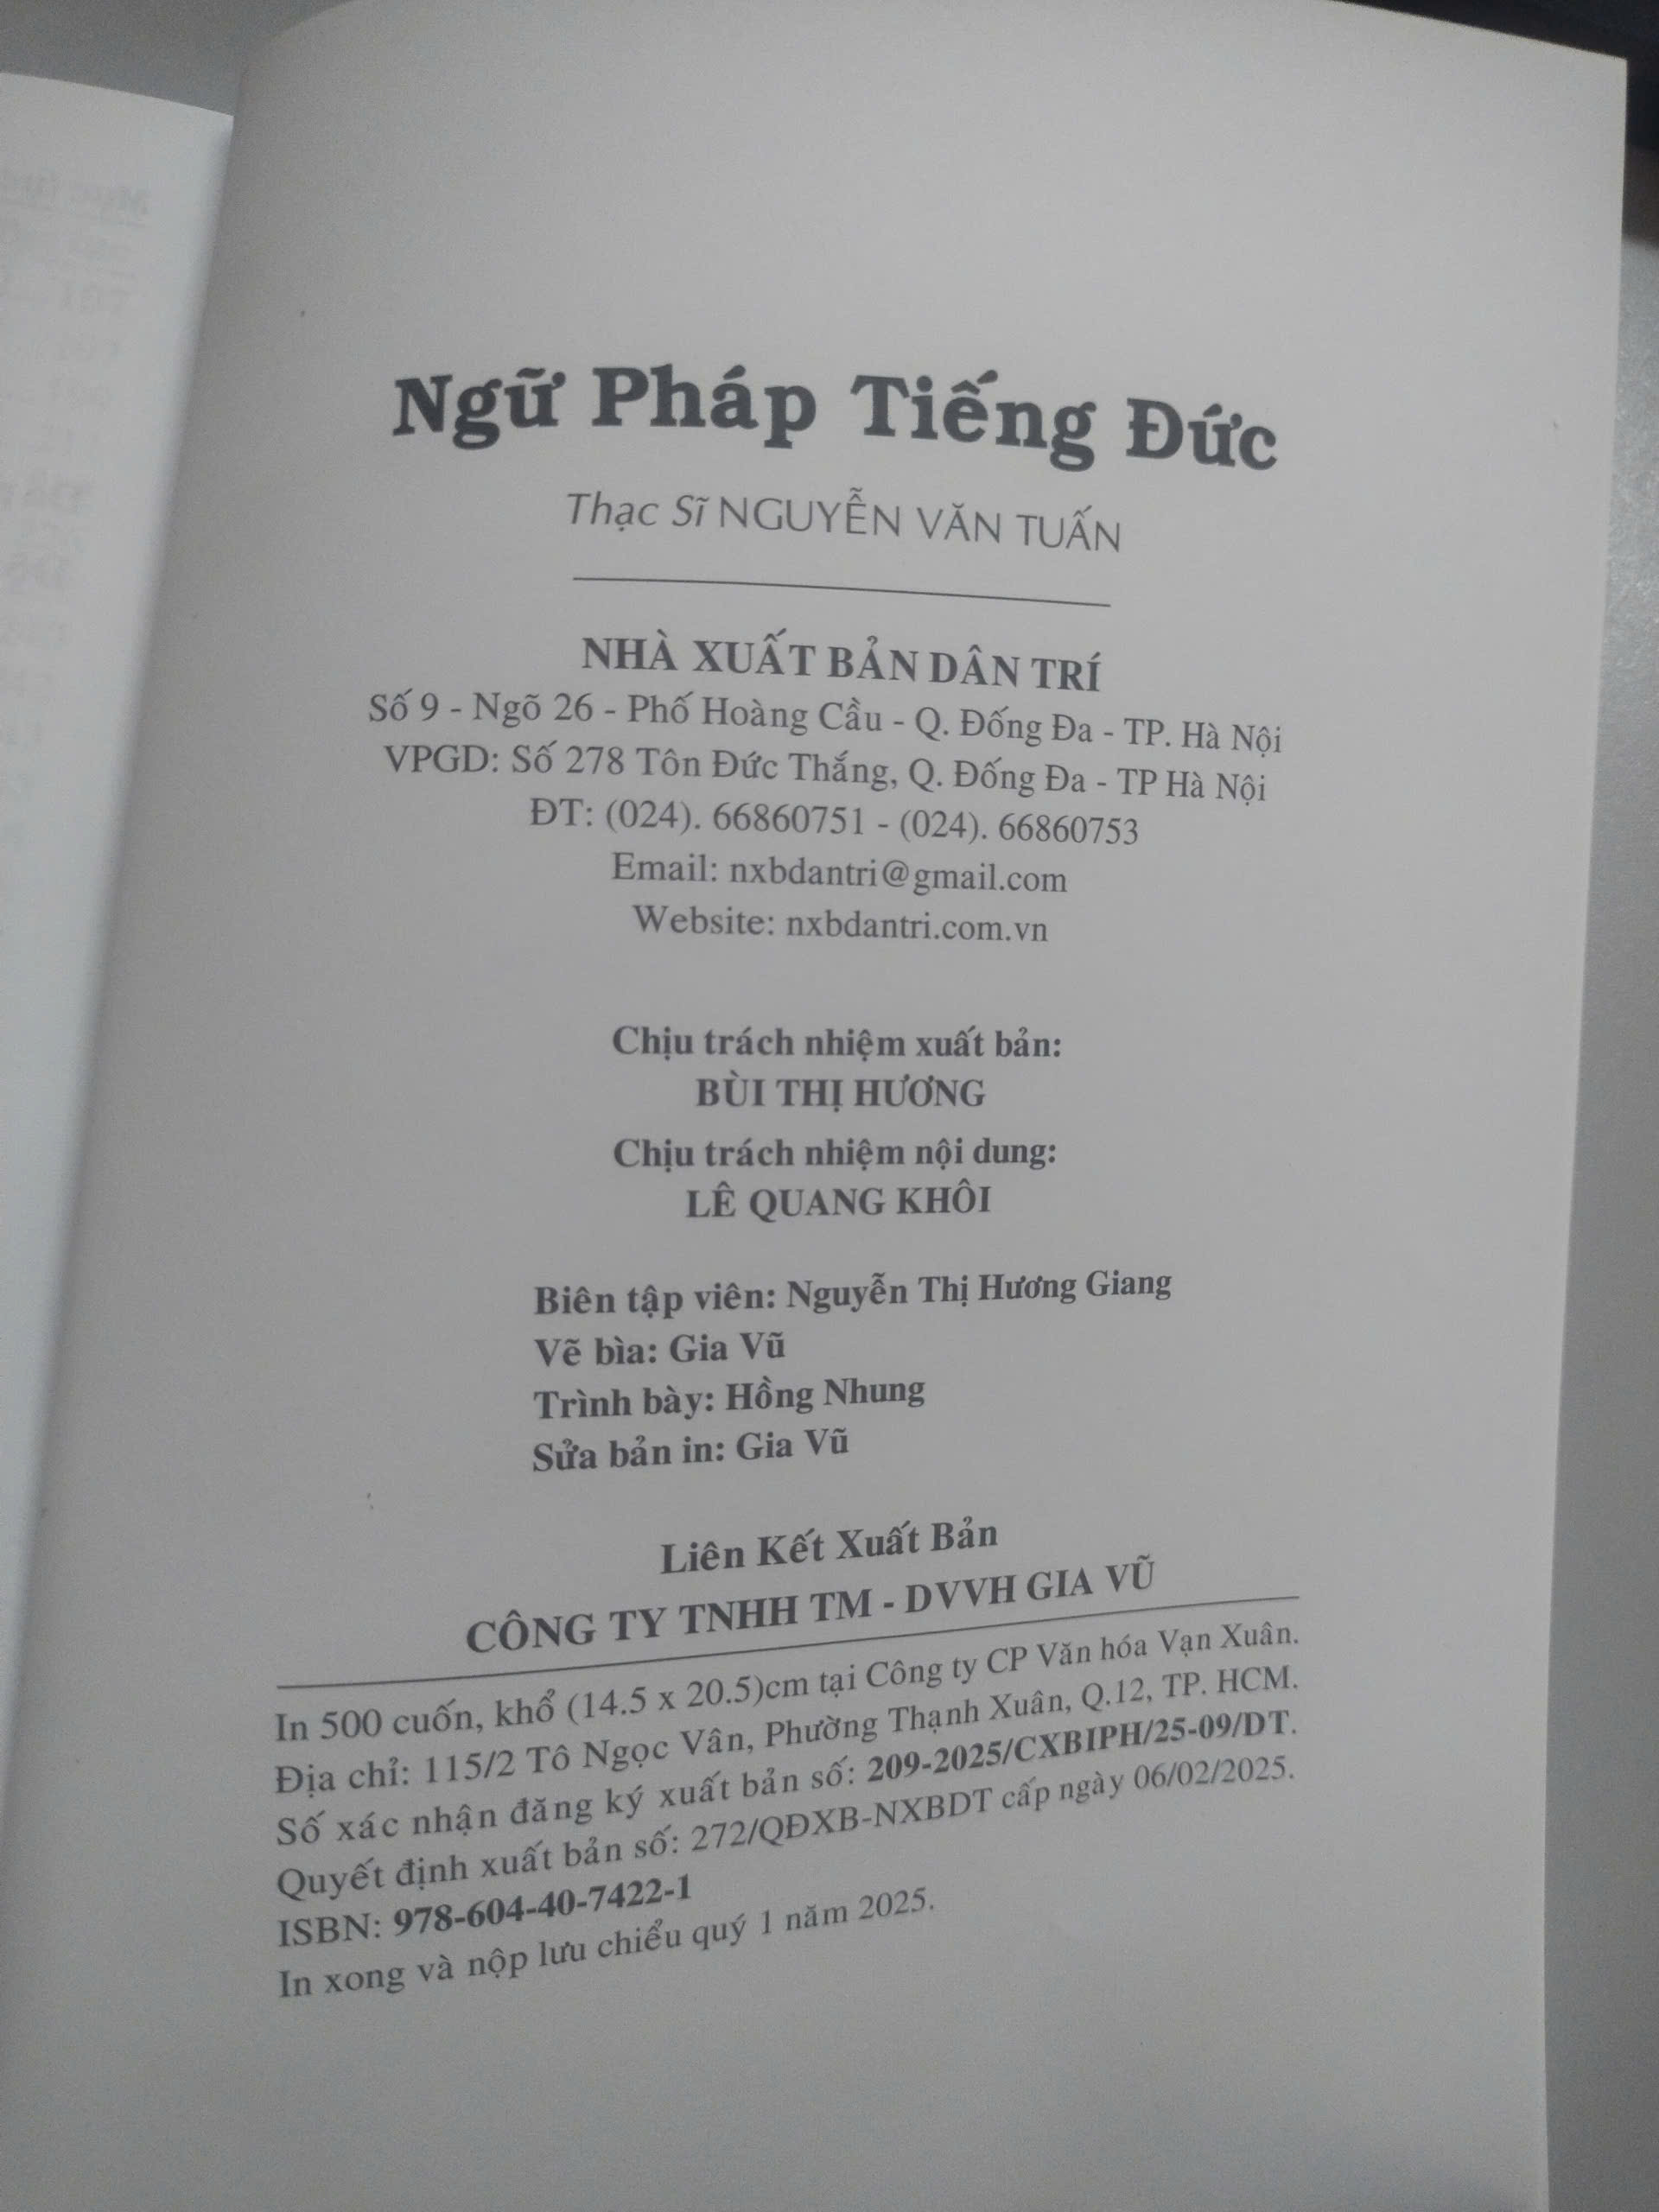 Ngữ Pháp Tiếng Đức
Thạc Sĩ NGUYỄN VĂN TUẤN
NHÀ XUẤT BẢN DÂN TRÍ
Số 9 - Ngõ 26 - Phố Hoàng Cầu - Q. Đống Đa - TP. Hà Nội
VPGD: Số 278 Tôn Đức Thắng, Q. Đống Đa - TP Hà Nội
ĐT: (024). 66860751 - (024). 66860753
Email: nxbdantri@gmail.com
Website: nxbdantri.com.vn
Chịu trách nhiệm xuất bản:
BÙI THỊ HƯƠNG
Chịu trách nhiệm nội dung:
LÊ QUANG KHÔI
Biên tập viên: Nguyễn Thị Hương Giang
Vẽ bìa: Gia Vũ
Trình bày: Hồng Nhung
Sửa bản in: Gia Vũ
Liên Kết Xuất Bản
CÔNG TY TNHH TM - DVVH GIA VŨ
In 500 cuốn, khổ (14.5 x 20.5)cm tại Công ty CP Văn hóa Vạn Xuân.
Địa chỉ: 115/2 Tô Ngọc Vân, Phường Thạnh Xuân, Q.12, TP. HCM.
Số xác nhận đăng ký xuất bản số: 209-2025/CXBIPH/25-09/DT.
Quyết định xuất bản số: 272/QĐXB-NXBDT cấp ngày 06/02/2025.
ISBN: 978-604-40-7422-1
In xong và nộp lưu chiểu quý 1 năm 2025.